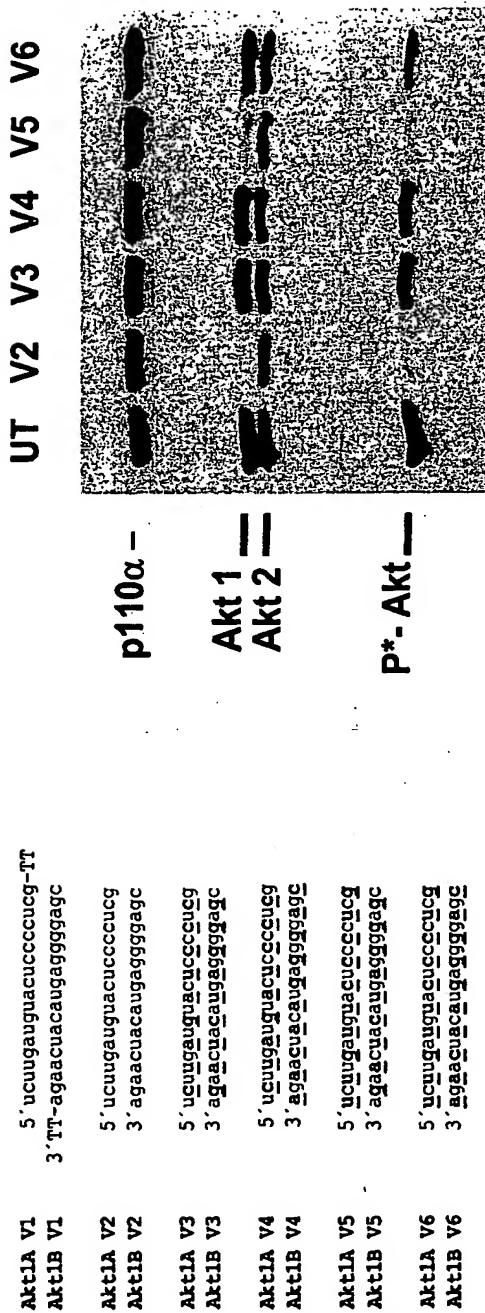 Akt1A V1 5´ucuugauguacuccccucg-TT
Akt1B V1 3´TT-agaacuacaugaggggagc
Akt1A V2 5´ucuugauguacuccccucg
Akt1B V2 3´agaacuacaugaggggagc
Akt1A V3 5´ucuugauguacuccccucg
Akt1B V3 3´agaacuacaugaggggagc
Akt1A V4 5´ucuugauguacuccccucg
Akt1B V4 3´agaacuacaugaggggagc
Akt1A V5 5´ucuugauguacuccccucg
Akt1B V5 3´agaacuacaugaggggagc
Akt1A V6 5´ucuugauguacuccccucg
Akt1B V6 3´agaacuacaugaggggagc
UT V2 V3 V4 V5 V6
p110α
Akt 1
Akt 2
P*- Akt